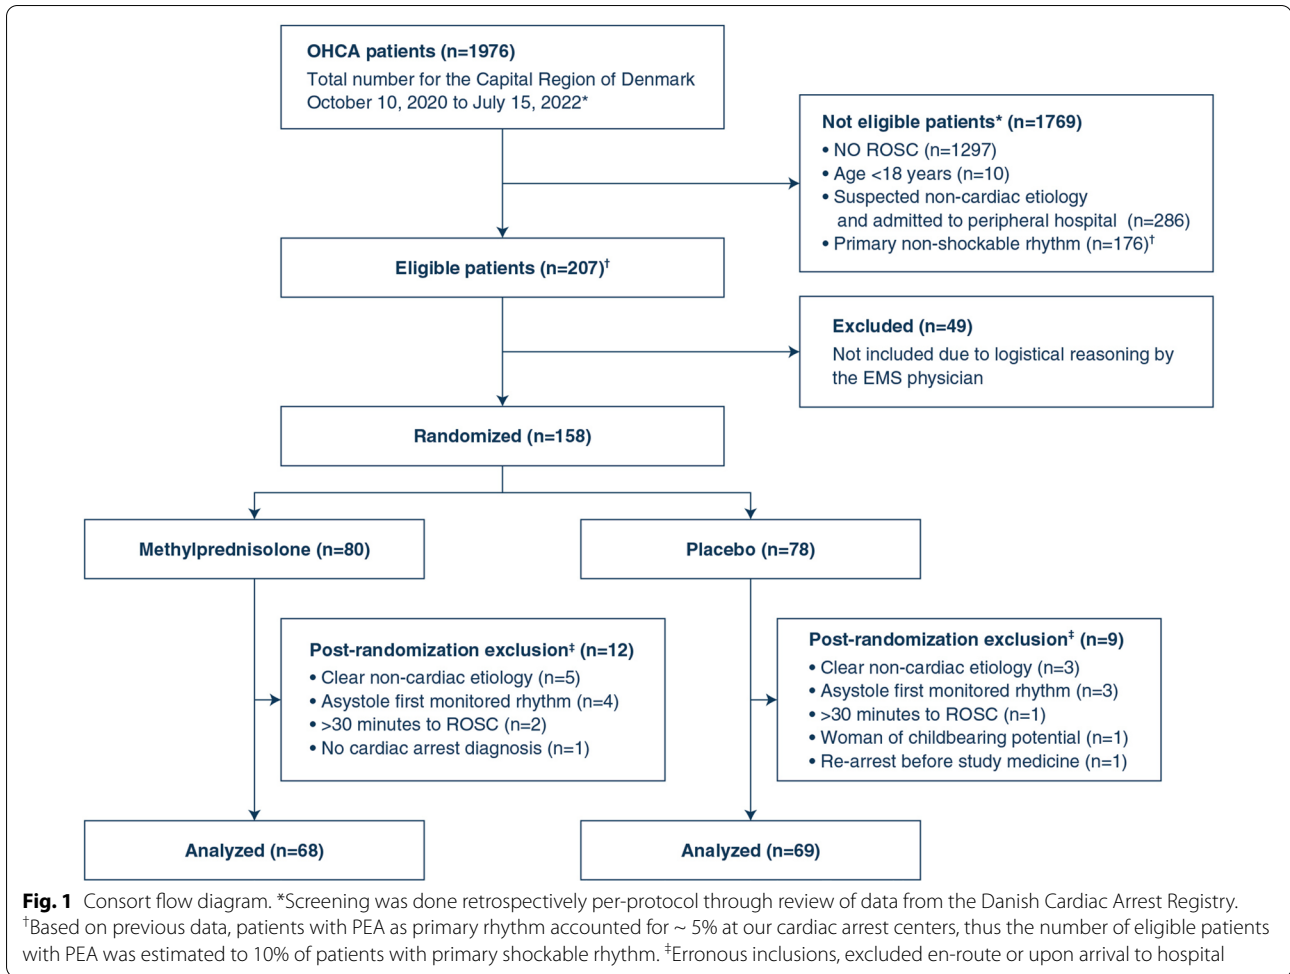 OHCA patients (n=1976)
Total number for the Capital Region of Denmark
October 10, 2020 to July 15, 2022*
Not eligible patients* (n=1769)
• NO ROSC (n=1297)
• Age <18 years (n=10)
• Suspected non-cardiac etiology
and admitted to peripheral hospital (n=286)
• Primary non-shockable rhythm (n=176)†
Eligible patients (n=207)†
Excluded (n=49)
Not included due to logistical reasoning by
the EMS physician
Randomized (n=158)
Methylprednisolone (n=80)
Placebo (n=78)
Post-randomization exclusion‡ (n=12)
• Clear non-cardiac etiology (n=5)
• Asystole first monitored rhythm (n=4)
• >30 minutes to ROSC (n=2)
• No cardiac arrest diagnosis (n=1)
Post-randomization exclusion‡ (n=9)
• Clear non-cardiac etiology (n=3)
• Asystole first monitored rhythm (n=3)
• >30 minutes to ROSC (n=1)
• Woman of childbearing potential (n=1)
• Re-arrest before study medicine (n=1)
Analyzed (n=68)
Analyzed (n=69)
Fig. 1 Consort flow diagram. *Screening was done retrospectively per-protocol through review of data from the Danish Cardiac Arrest Registry.
†Based on previous data, patients with PEA as primary rhythm accounted for ~ 5% at our cardiac arrest centers, thus the number of eligible patients
with PEA was estimated to 10% of patients with primary shockable rhythm. ‡Erronous inclusions, excluded en-route or upon arrival to hospital